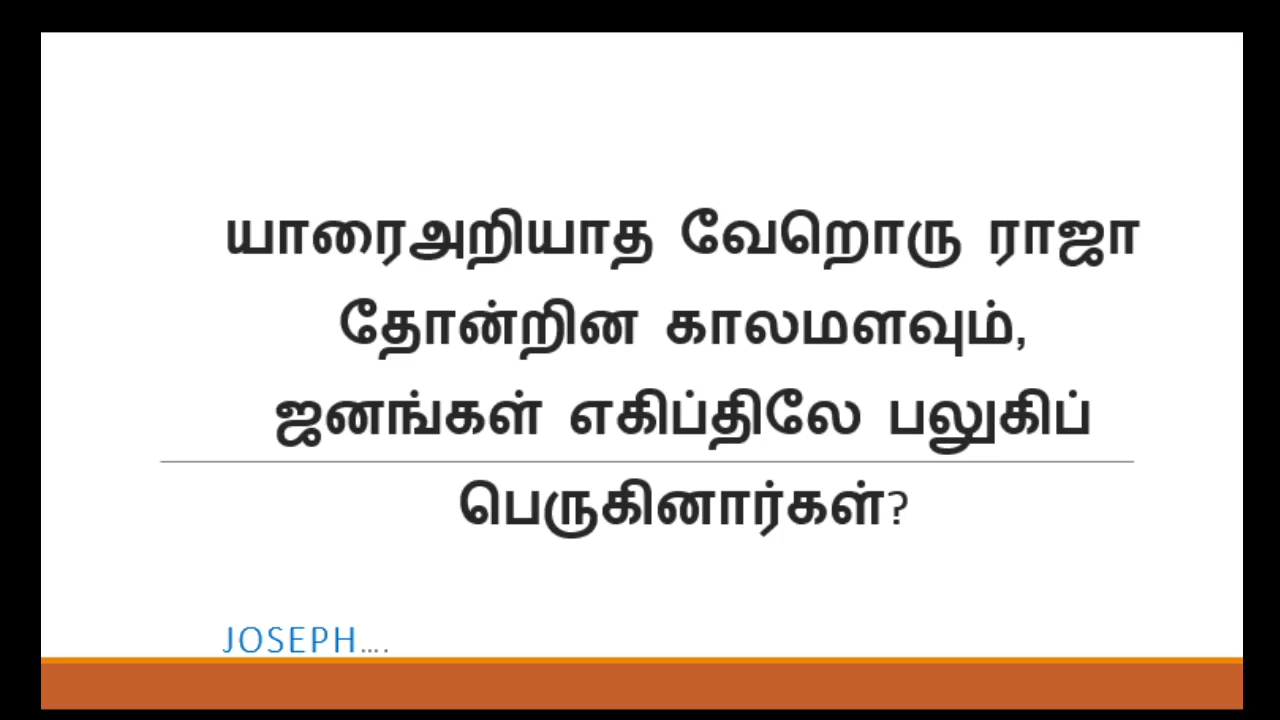 யாரைஅறியாத வேறொரு ராஜா
தோன்றின காலமளவும்,
ஜனங்கள் எகிப்திலே பலுகிப்
பெருகினார்கள்?
JOSEPH....